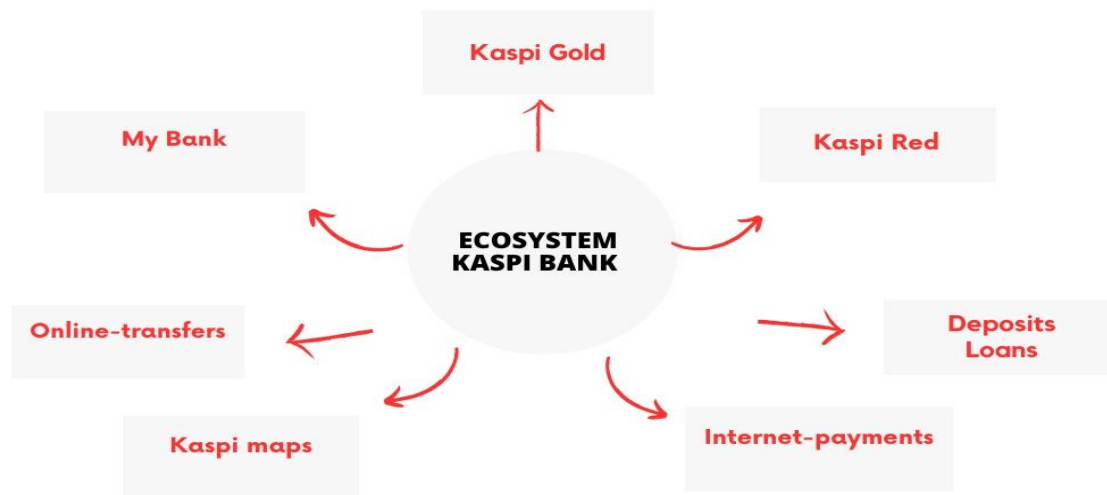 Kaspi Gold
My Bank
Kaspi Red
ECOSYSTEM
KASPI BANK
Online-transfers
Deposits
Loans
Kaspi maps
Internet-payments